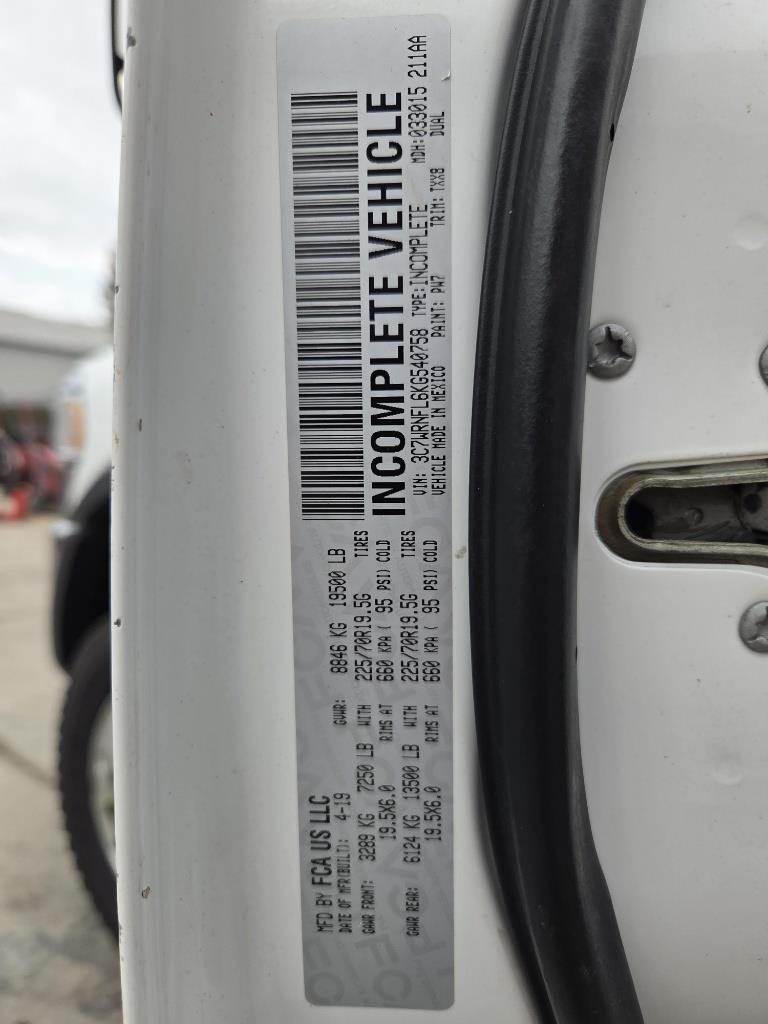 MFD BY FCA US LLC
DATE OF MFR(BUILT): 4-19 GVWR: 8846 KG 19500 LB
GAWR FRONT: 3289 KG 7250 LB WITH 225/70R19.5G TIRES
19.5X6.0 RIMS AT 660 KPA ( 95 PSI) COLD
GAWR REAR: 6124 KG 13500 LB WITH 225/70R19.5G TIRES
19.5X6.0 RIMS AT 660 KPA ( 95 PSI) COLD
INCOMPLETE VEHICLE
VIN: 3C7WRNFL6KG540758 TYPE:INCOMPLETE MDH:033015 211AA
VEHICLE MADE IN MEXICO PAINT: PW7 TRIM: TXX8 DUAL